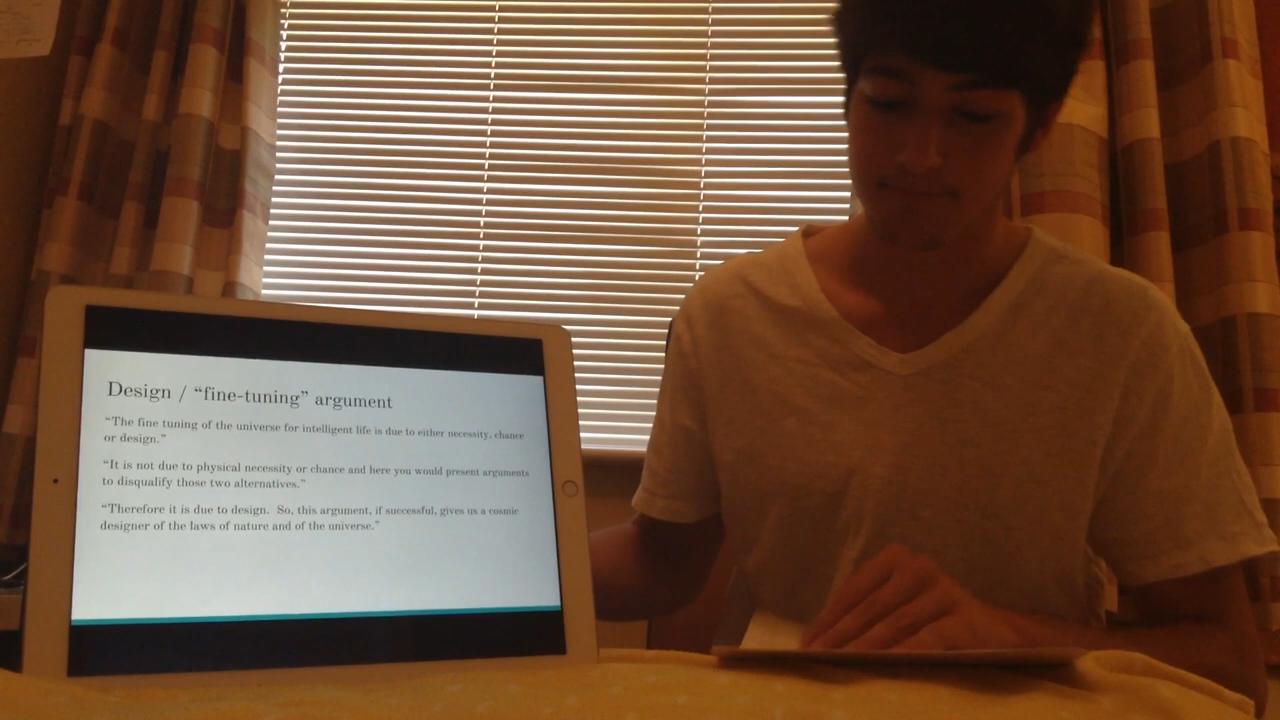 Design / “fine-tuning” argument
“The fine tuning of the universe for intelligent life is due to either necessity, chance
or design.”
“It is not due to physical necessity or chance and here you would present arguments
to disqualify those two alternatives.”
“Therefore it is due to design. So, this argument, if successful, gives us a cosmic
designer of the laws of nature and of the universe.”